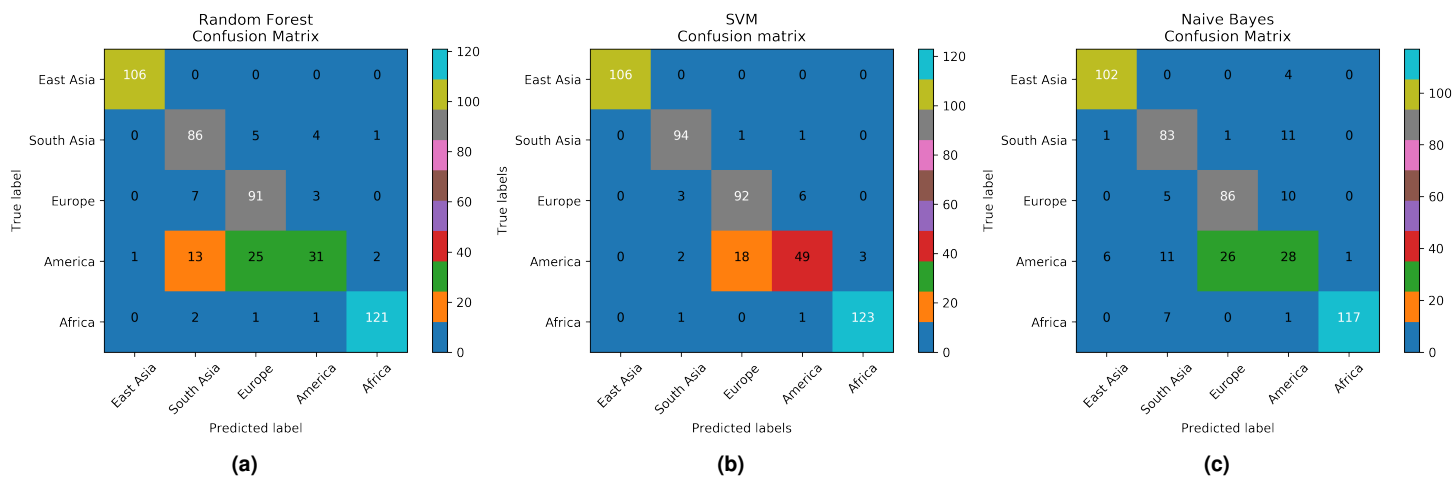 Random Forest
Confusion Matrix
True label
East Asia 106 0 0 0 0
South Asia 0 86 5 4 1
Europe 0 7 91 3 0
America 1 13 25 31 2
Africa 0 2 1 1 121
East Asia South Asia Europe America Africa
Predicted label
120
100
80
60
40
20
0
(a)
SVM
Confusion matrix
True labels
East Asia 106 0 0 0 0
South Asia 0 94 1 1 0
Europe 0 3 92 6 0
America 0 2 18 49 3
Africa 0 1 0 1 123
East Asia South Asia Europe America Africa
Predicted labels
120
100
80
60
40
20
0
(b)
Naive Bayes
Confusion Matrix
True label
East Asia 102 0 0 4 0
South Asia 1 83 1 11 0
Europe 0 5 86 10 0
America 6 11 26 28 1
Africa 0 7 0 1 117
East Asia South Asia Europe America Africa
Predicted label
100
80
60
40
20
0
(c)